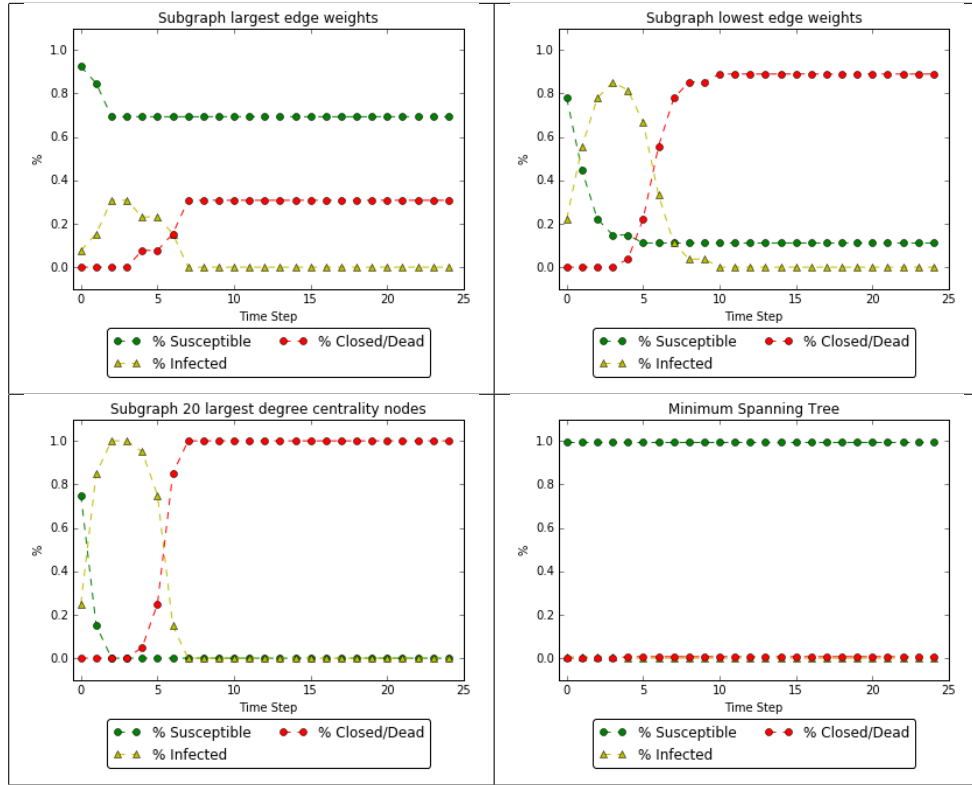 Subgraph largest edge weights
1.0
0.8
0.6
0.4
0.2
0.0
%
0 5 10 15 20 25
Time Step
% Susceptible % Closed/Dead
% Infected
Subgraph lowest edge weights
1.0
0.8
0.6
0.4
0.2
0.0
%
0 5 10 15 20 25
Time Step
% Susceptible % Closed/Dead
% Infected
Subgraph 20 largest degree centrality nodes
1.0
0.8
0.6
0.4
0.2
0.0
%
0 5 10 15 20 25
Time Step
% Susceptible % Closed/Dead
% Infected
Minimum Spanning Tree
1.0
0.8
0.6
0.4
0.2
0.0
%
0 5 10 15 20 25
Time Step
% Susceptible % Closed/Dead
% Infected